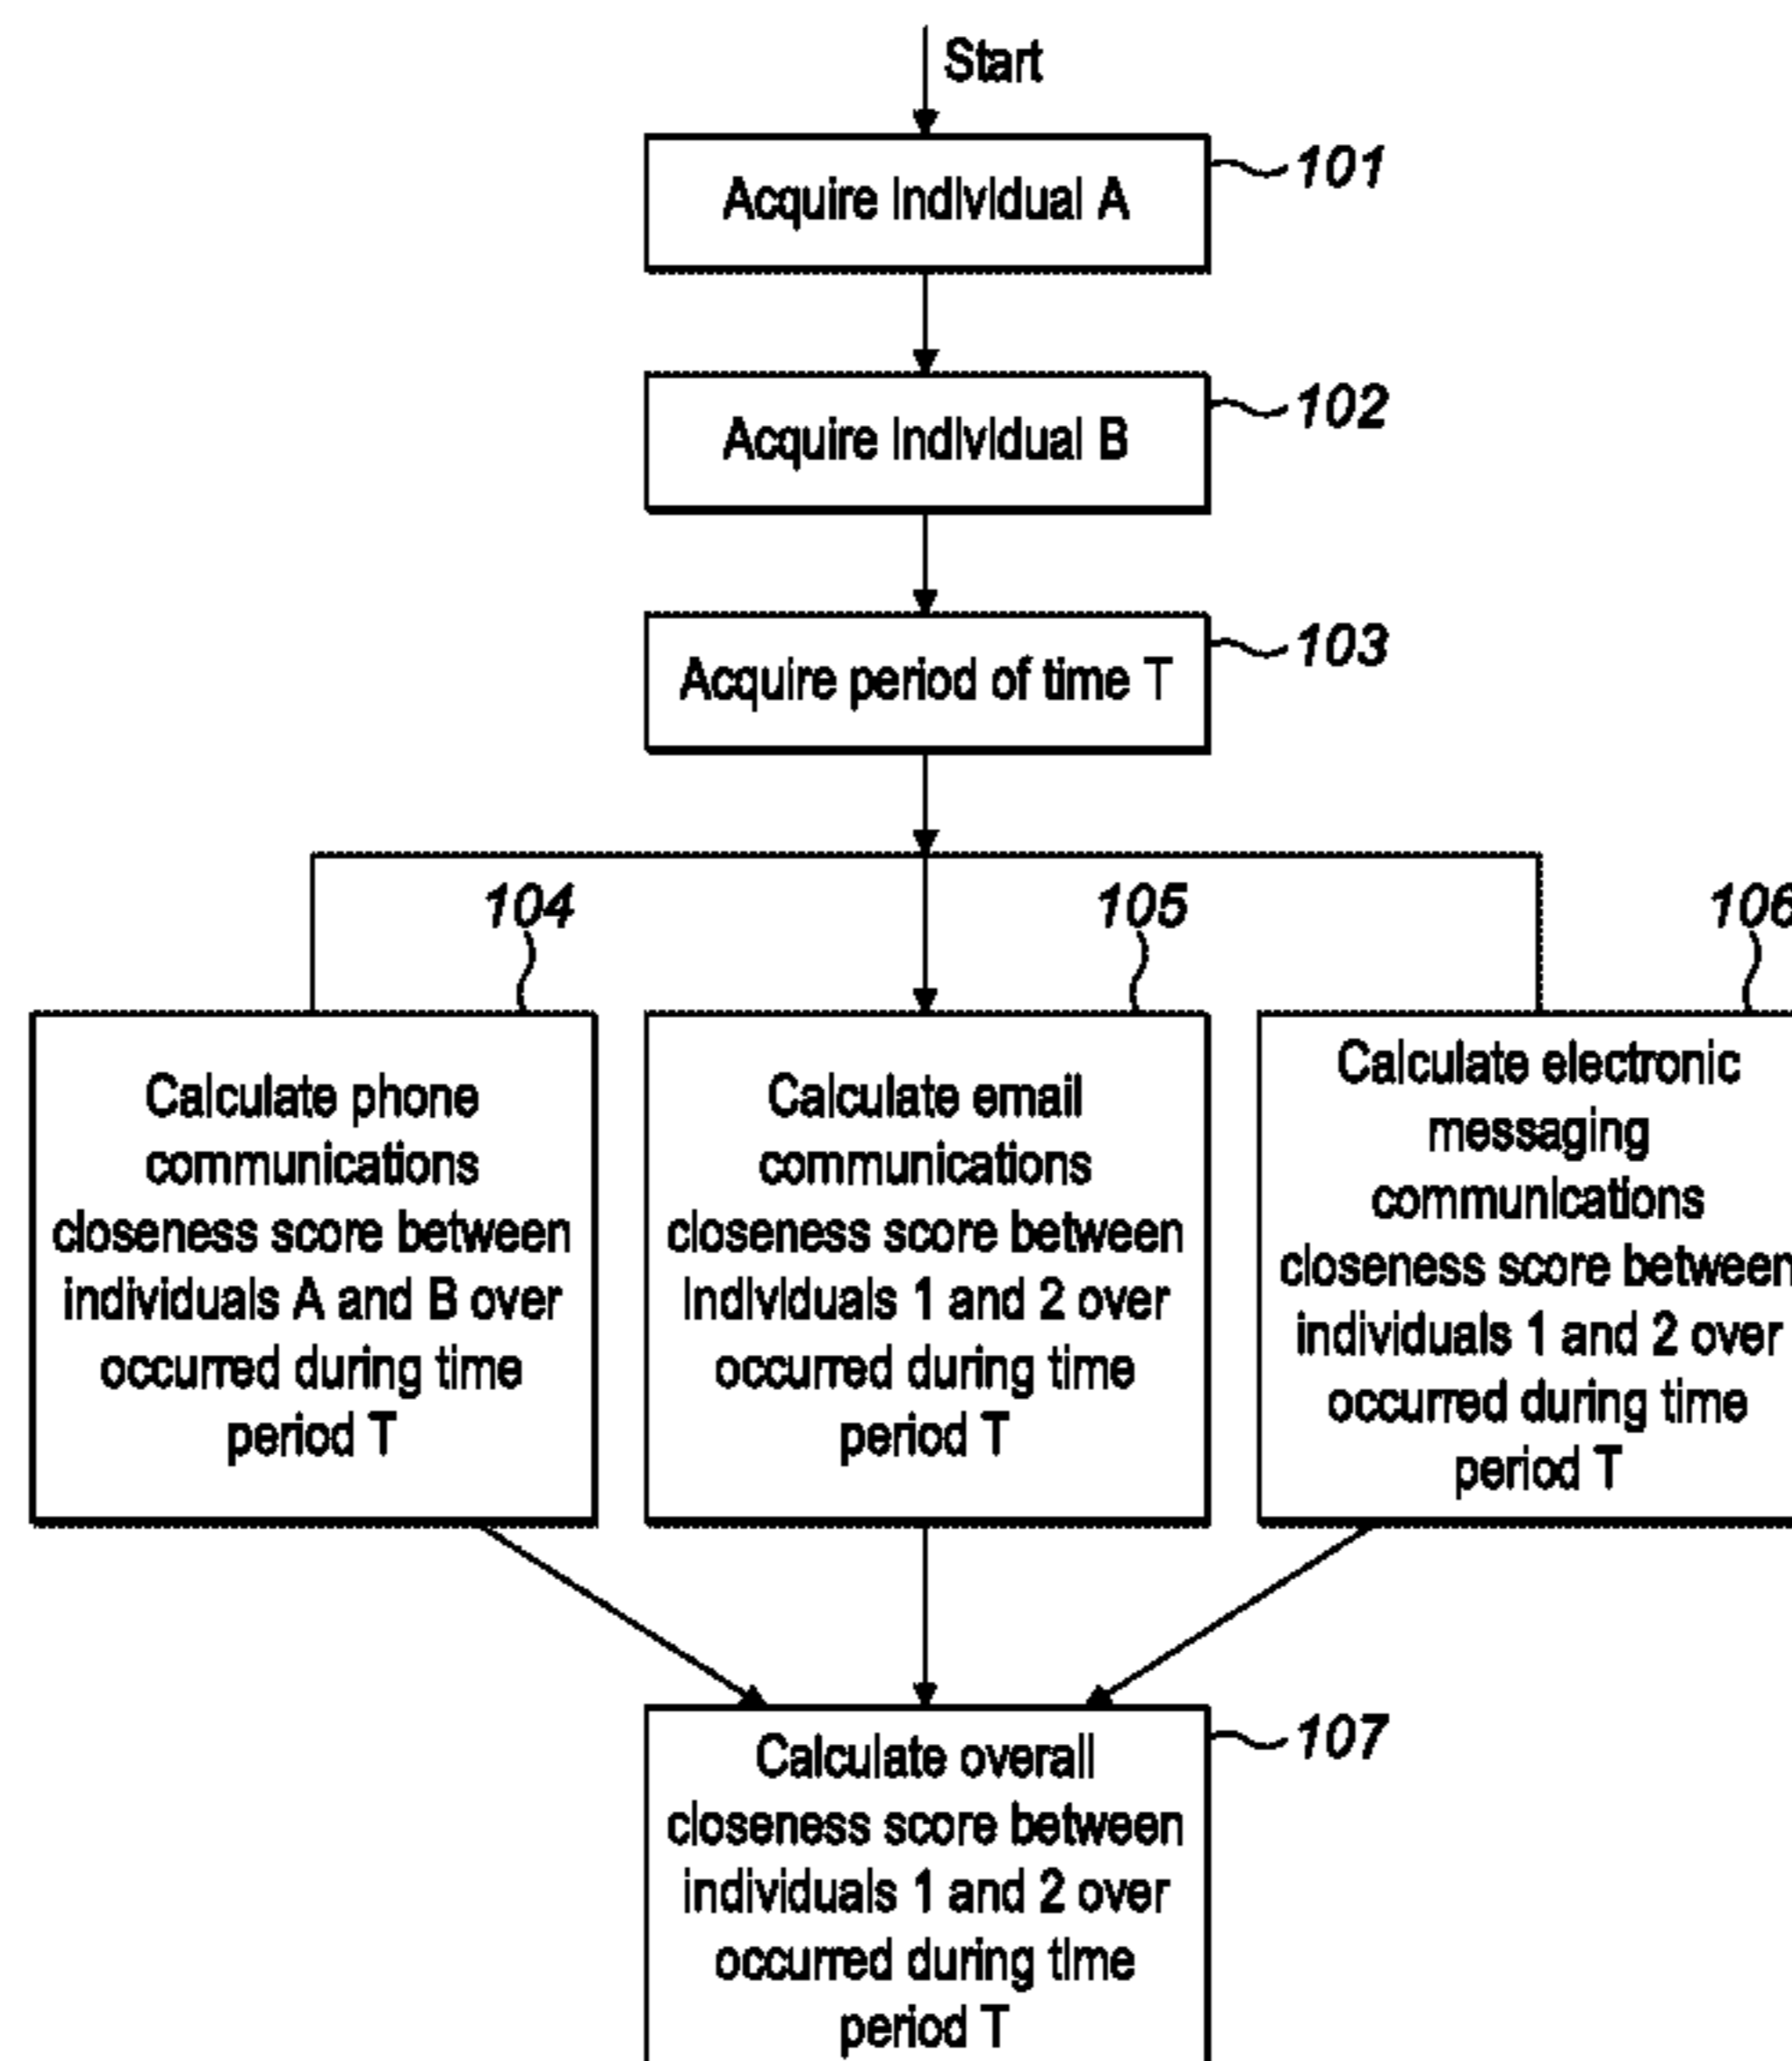 Start
Acquire individual A
101
Acquire individual B
102
Acquire period of time T
103
104
105
106
Calculate phone
communications
closeness score between
individuals A and B over
occurred during time
period T
Calculate email
communications
closeness score between
individuals 1 and 2 over
occurred during time
period T
Calculate electronic
messaging
communications
closeness score between
individuals 1 and 2 over
occurred during time
period T
Calculate overall
closeness score between
individuals 1 and 2 over
occurred during time
period T
107